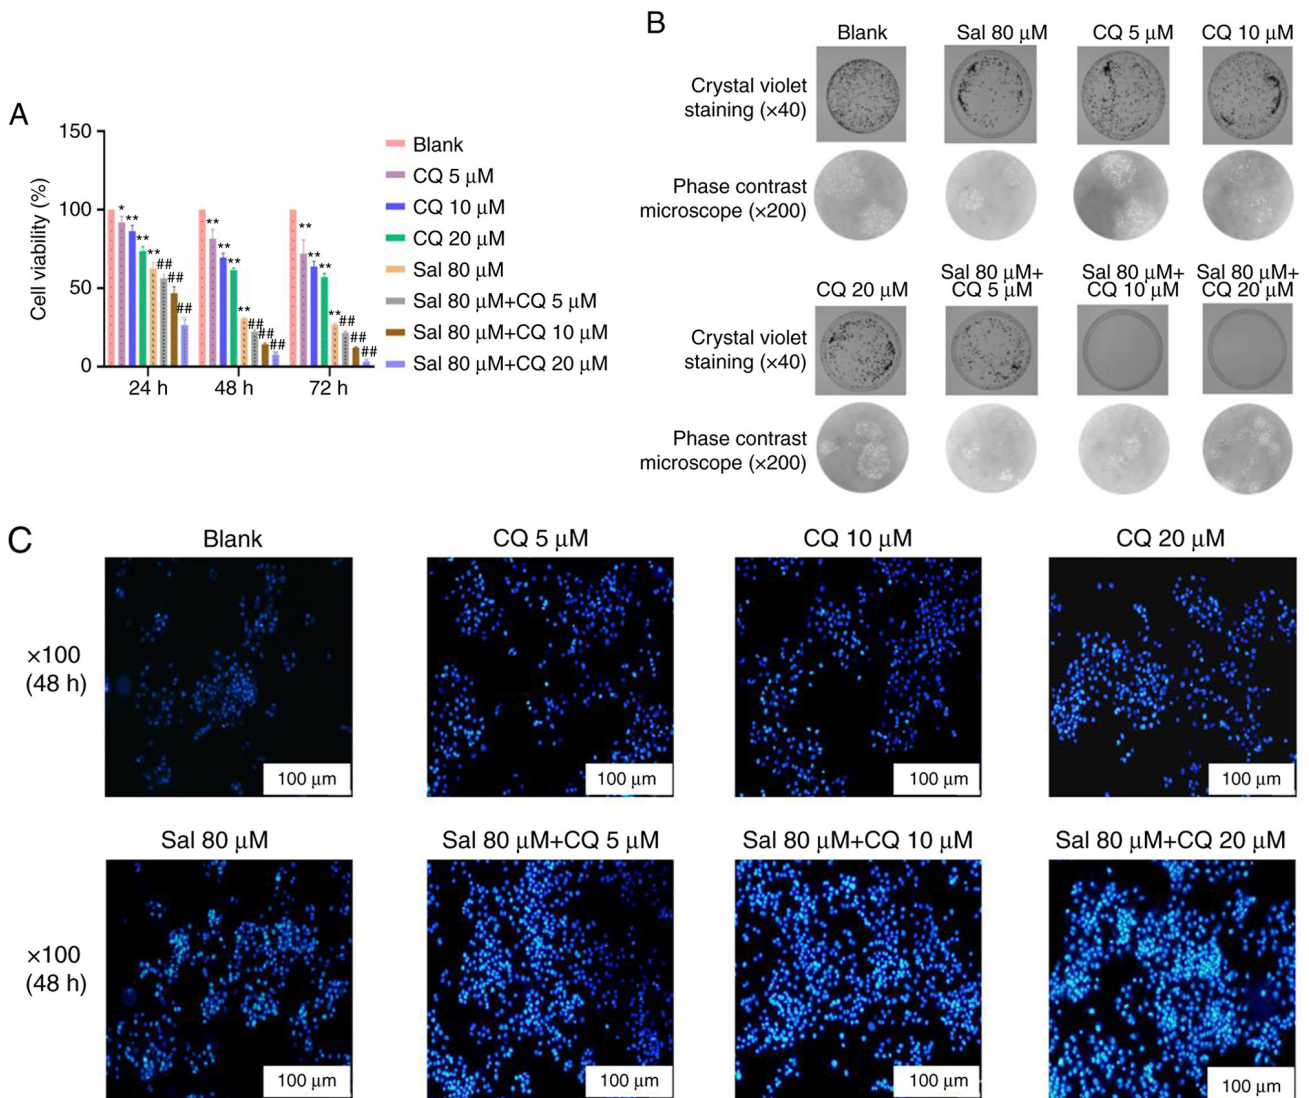 A
Cell viability (%)
150
100
50
0
* ** ** ** ## ## ##
** ** ** ** ## ## ##
** ** ** ** ## ## ##
24 h 48 h 72 h
Blank
CQ 5 μM
CQ 10 μM
CQ 20 μM
Sal 80 μM
Sal 80 μM+CQ 5 μM
Sal 80 μM+CQ 10 μM
Sal 80 μM+CQ 20 μM
B
Blank Sal 80 μM CQ 5 μM CQ 10 μM
Crystal violet
staining (×40)
Phase contrast
microscope (×200)
CQ 20 μM
Sal 80 μM+
CQ 5 μM
Sal 80 μM+
CQ 10 μM
Sal 80 μM+
CQ 20 μM
Crystal violet
staining (×40)
Phase contrast
microscope (×200)
C
Blank CQ 5 μM CQ 10 μM CQ 20 μM
×100
(48 h)
100 μm 100 μm 100 μm 100 μm
Sal 80 μM Sal 80 μM+CQ 5 μM Sal 80 μM+CQ 10 μM Sal 80 μM+CQ 20 μM
×100
(48 h)
100 μm 100 μm 100 μm 100 μm